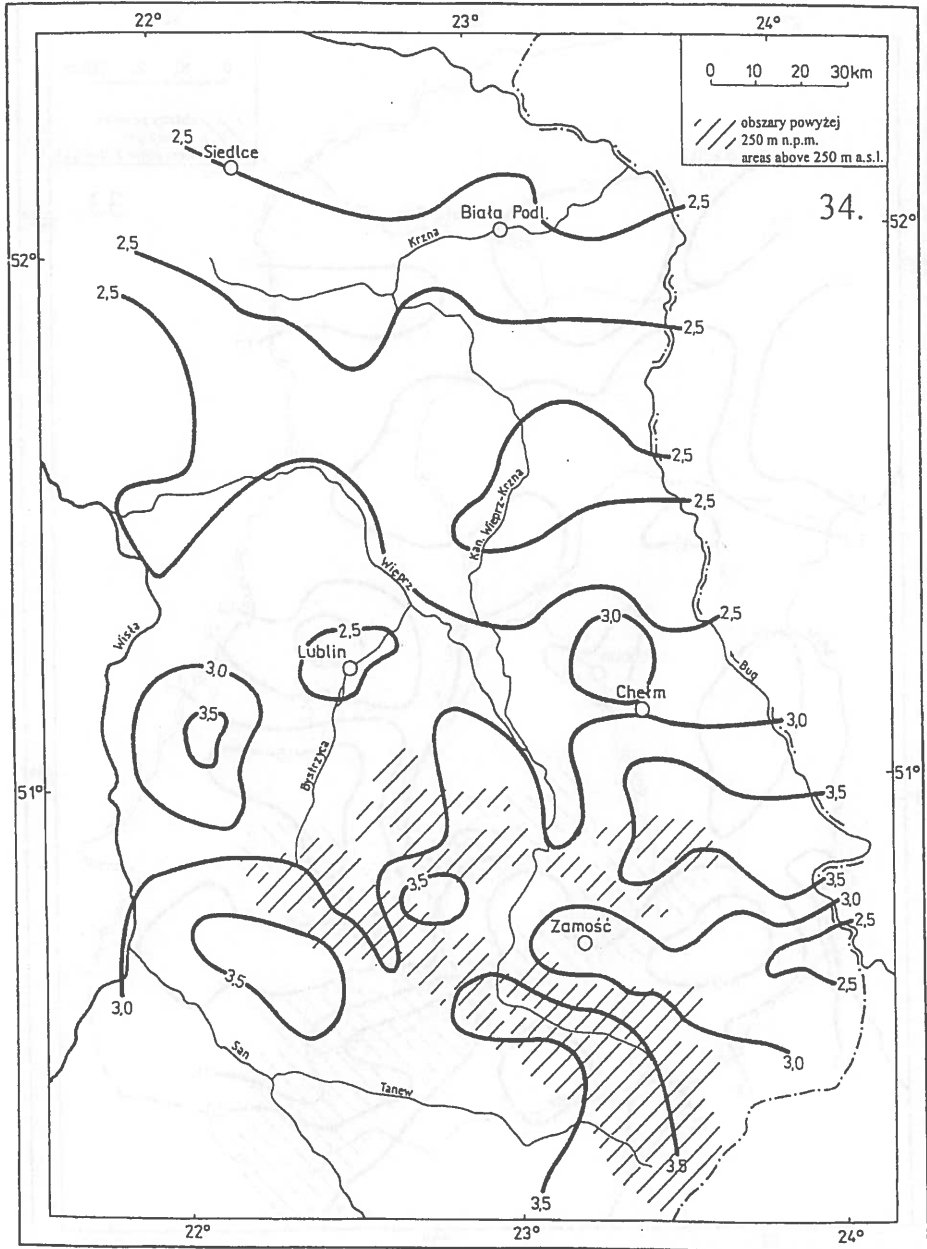 22°
23°
24°
0 10 20 30km
obszary powyżej
250 m n.p.m.
areas above 250 m a.s.l.
34.
2,5
Siedlce
Biała Podl.
2,5
52°
Krzna
2,5
52°
2,5
2,5
2,5
Kan. Wieprz-Krzna
2,5
Wieprz
Wisła
2,5
3,0
2,5
Lublin
Bug
3,0
Chełm
3,5
3,0
Bystrzyca
51°
51°
3,5
3,5
3,5
3,0
Zamość
2,5
3,5
2,5
3,0
3,0
San
Tanew
3,5
3,5
22°
23°
24°